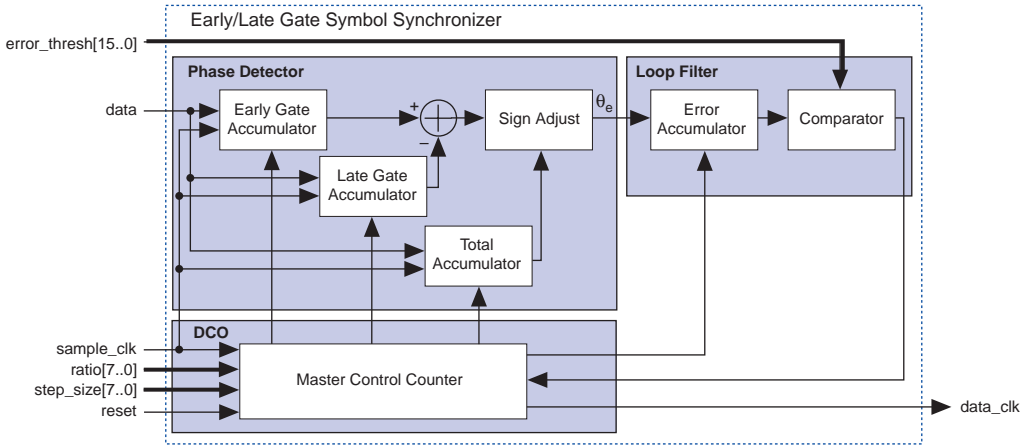 Early/Late Gate Symbol Synchronizer
error_thresh[15..0]
Phase Detector
Loop Filter
data
Early Gate
Accumulator
+
−
Sign Adjust
θe
Error
Accumulator
Comparator
Late Gate
Accumulator
Total
Accumulator
DCO
sample_clk
ratio[7..0]
step_size[7..0]
reset
Master Control Counter
data_clk